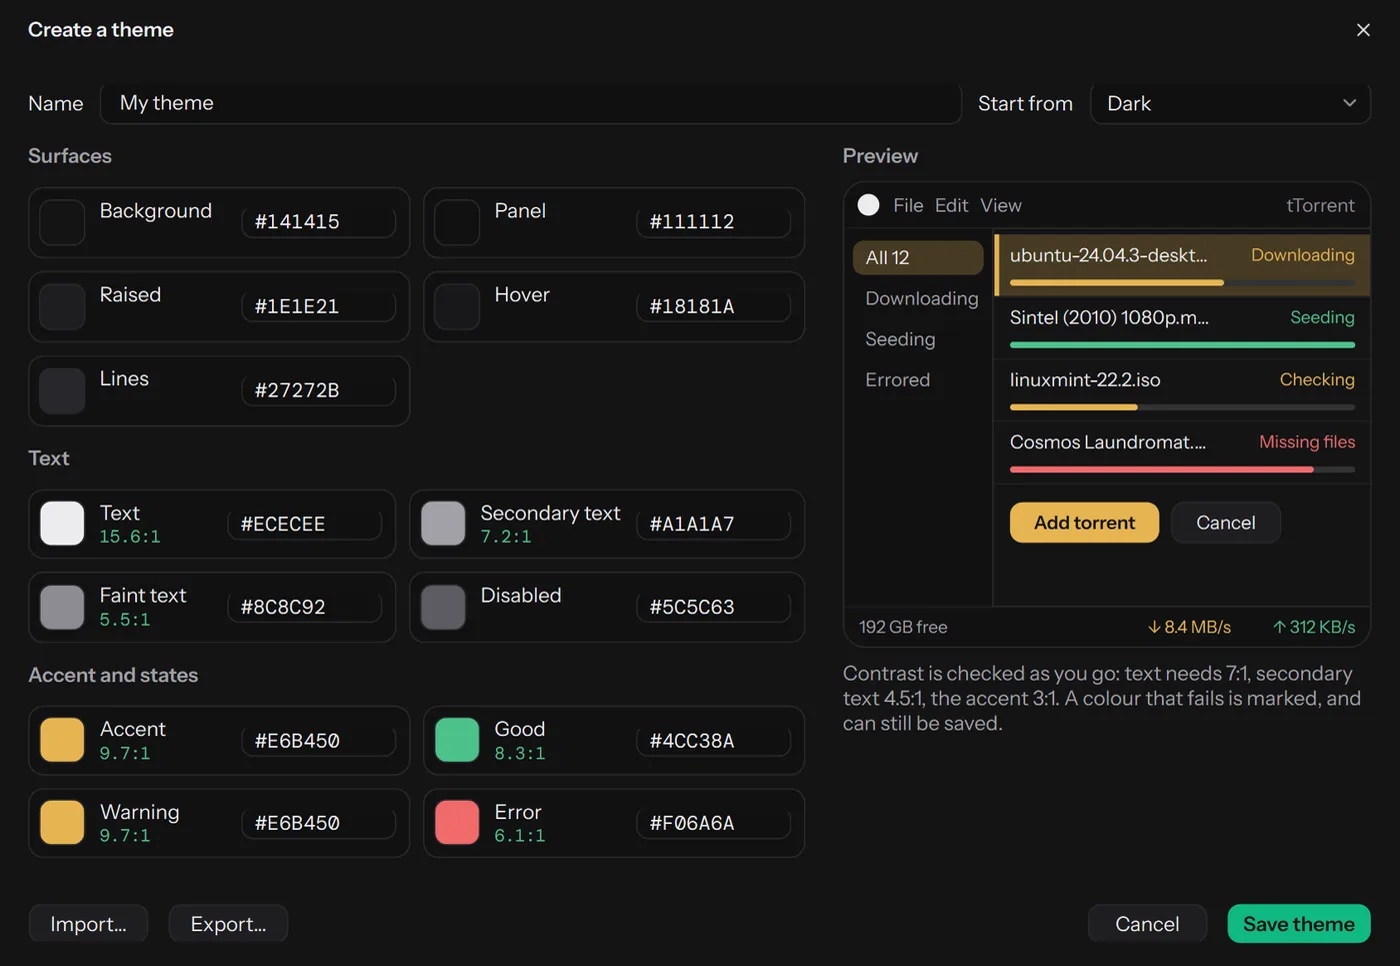 Create a theme
Name
My theme
Start from
Dark
Surfaces
Background
#141415
Panel
#111112
Raised
#1E1E21
Hover
#18181A
Lines
#27272B
Text
Text
15.6:1
#ECECEE
Secondary text
7.2:1
#A1A1A7
Faint text
5.5:1
#8C8C92
Disabled
#5C5C63
Accent and states
Accent
9.7:1
#E6B450
Good
8.3:1
#4CC38A
Warning
9.7:1
#E6B450
Error
6.1:1
#F06A6A
Preview
File Edit View
tTorrent
All 12
Downloading
Seeding
Errored
ubuntu-24.04.3-deskt...
Downloading
Sintel (2010) 1080p.m...
Seeding
linuxmint-22.2.iso
Checking
Cosmos Laundromat....
Missing files
Add torrent
Cancel
192 GB free
↓ 8.4 MB/s
↑ 312 KB/s
Contrast is checked as you go: text needs 7:1, secondary
text 4.5:1, the accent 3:1. A colour that fails is marked, and
can still be saved.
Import...
Export...
Cancel
Save theme